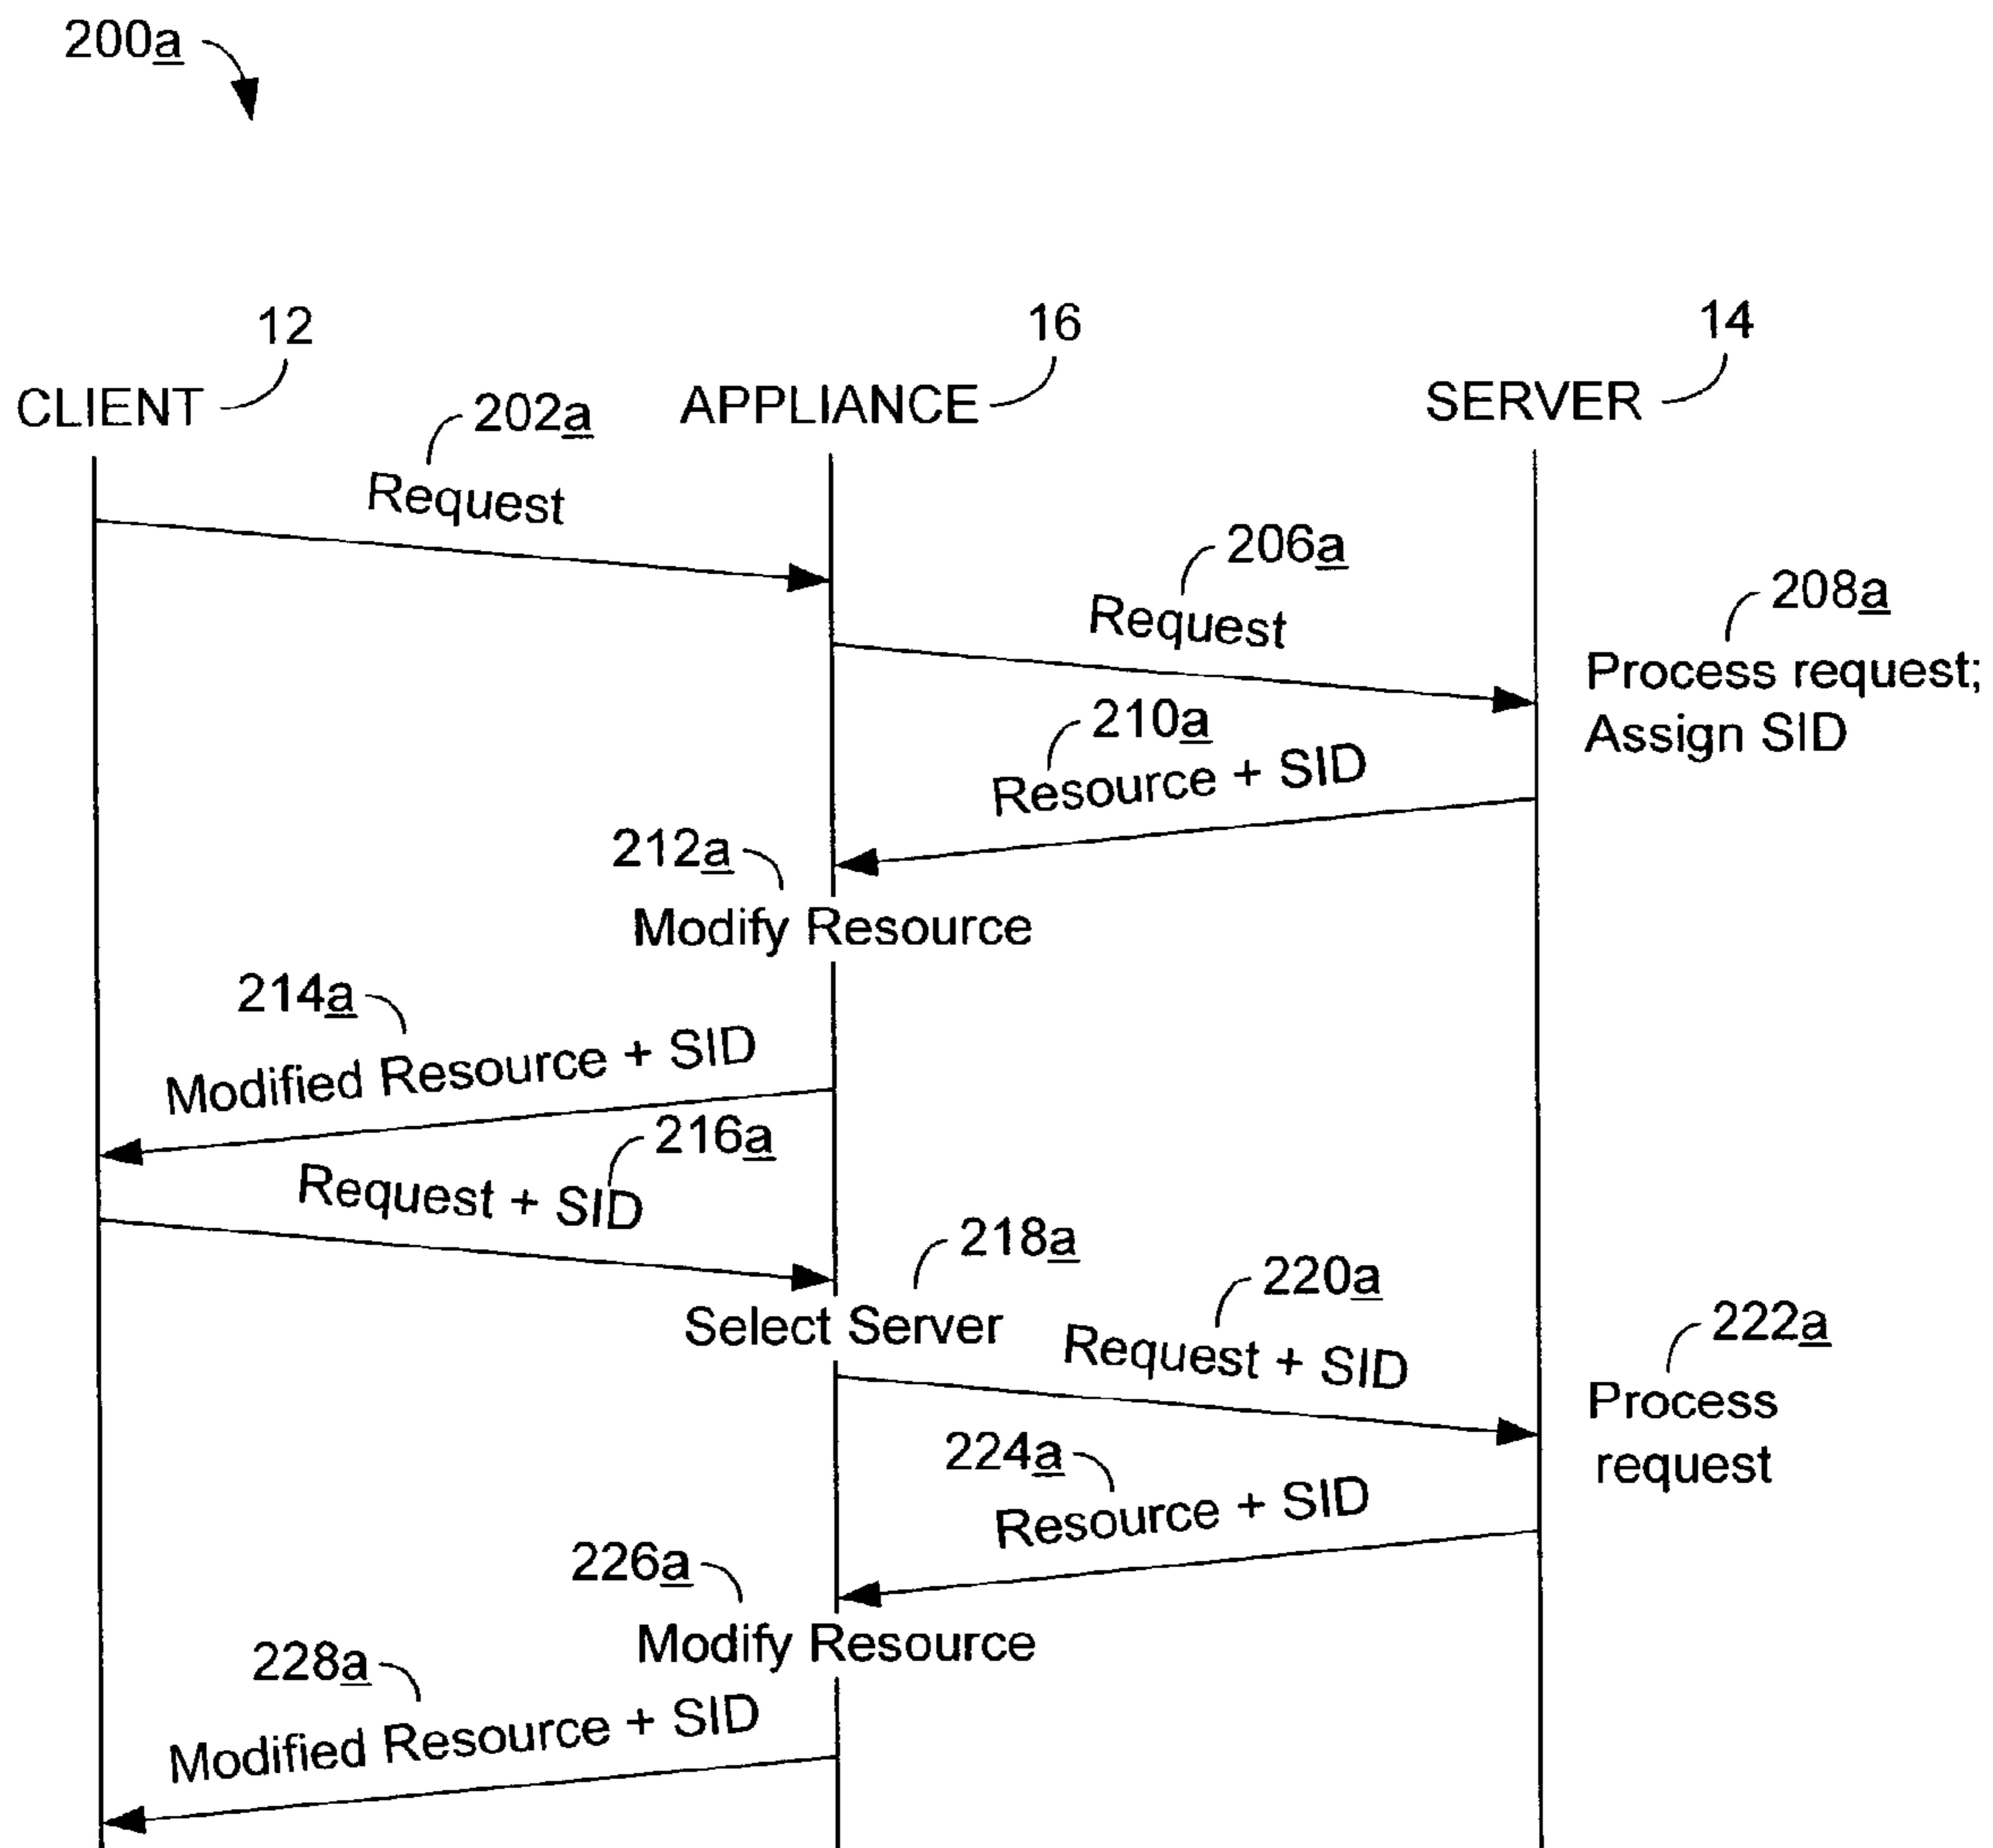 200a
12
16
14
CLIENT
APPLIANCE
SERVER
202a
Request
206a
Request
208a
Process request;
Assign SID
210a
Resource + SID
212a
Modify Resource
214a
Modified Resource + SID
216a
Request + SID
218a
Select Server
220a
Request + SID
222a
Process
request
224a
Resource + SID
226a
Modify Resource
228a
Modified Resource + SID